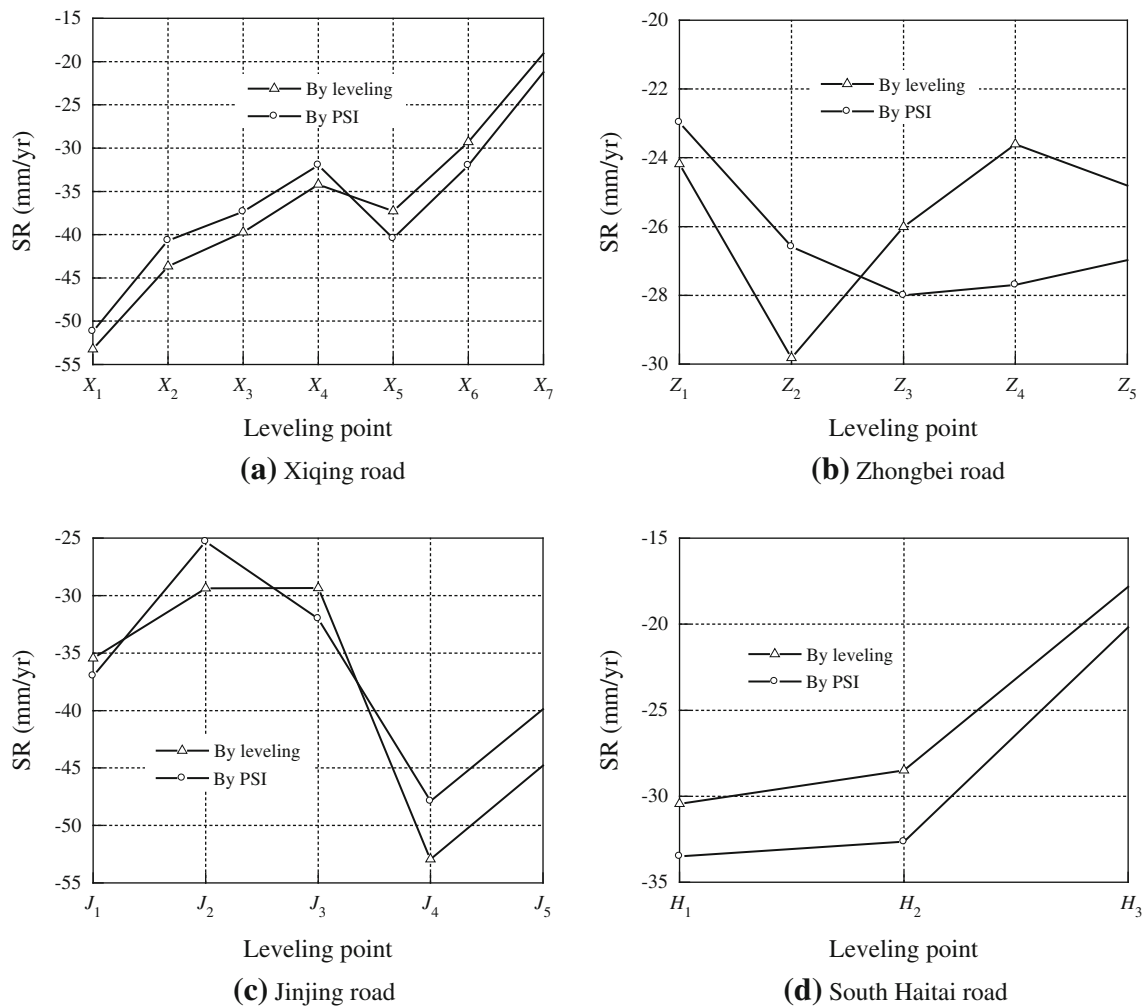 -15
-20
-25
-30
-35
-40
-45
-50
-55
SR (mm/yr)
By leveling
By PSI
X1 X2 X3 X4 X5 X6 X7
Leveling point
(a) Xiqing road
-20
-22
-24
-26
-28
-30
SR (mm/yr)
By leveling
By PSI
Z1 Z2 Z3 Z4 Z5
Leveling point
(b) Zhongbei road
-25
-30
-35
-40
-45
-50
-55
SR (mm/yr)
By leveling
By PSI
J1 J2 J3 J4 J5
Leveling point
(c) Jinjing road
-15
-20
-25
-30
-35
SR (mm/yr)
By leveling
By PSI
H1 H2 H3
Leveling point
(d) South Haitai road